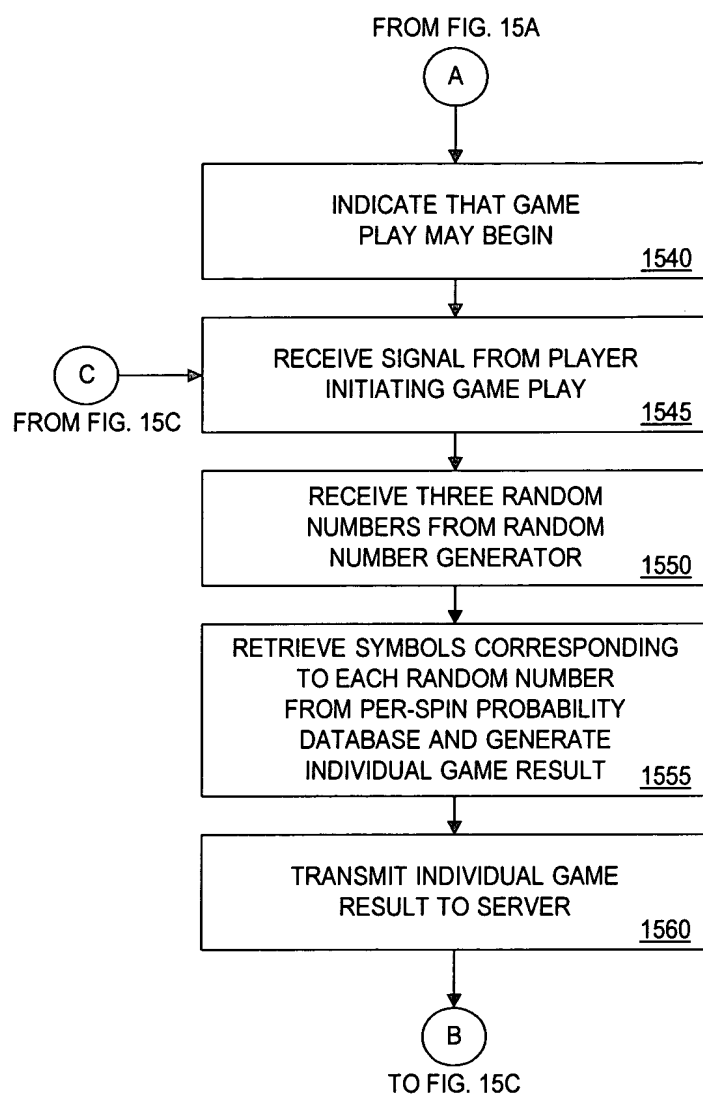 FROM FIG. 15A
A
INDICATE THAT GAME
PLAY MAY BEGIN
1540
C
FROM FIG. 15C
RECEIVE SIGNAL FROM PLAYER
INITIATING GAME PLAY
1545
RECEIVE THREE RANDOM
NUMBERS FROM RANDOM
NUMBER GENERATOR
1550
RETRIEVE SYMBOLS CORRESPONDING
TO EACH RANDOM NUMBER
FROM PER-SPIN PROBABILITY
DATABASE AND GENERATE
INDIVIDUAL GAME RESULT
1555
TRANSMIT INDIVIDUAL GAME
RESULT TO SERVER
1560
B
TO FIG. 15C